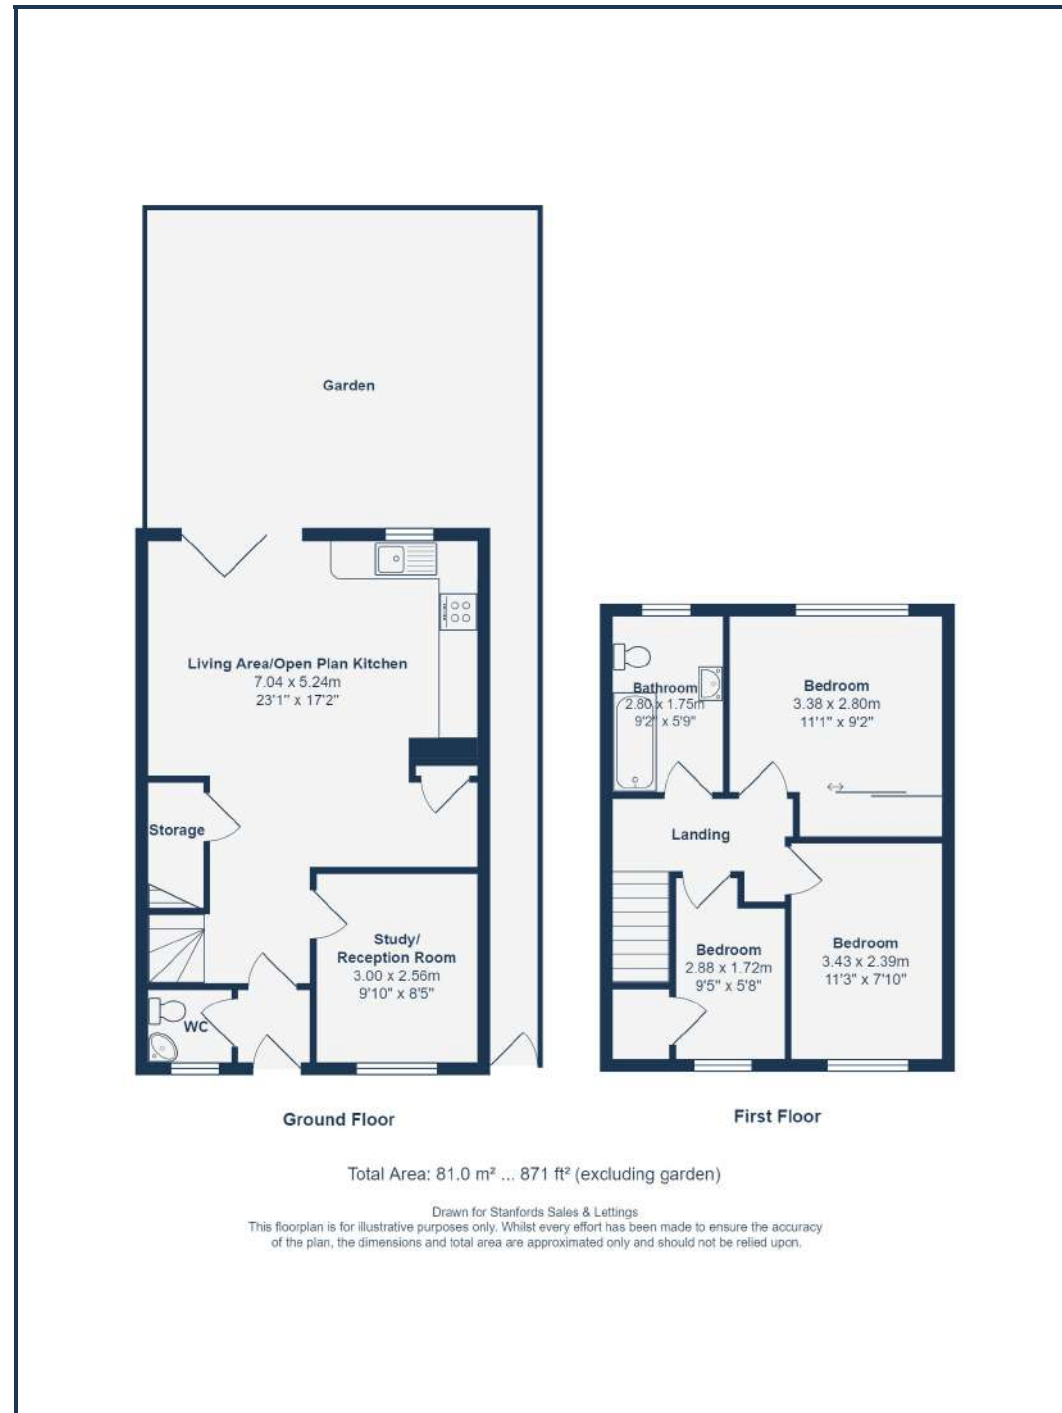 Garden
Living Area/Open Plan Kitchen
7.04 x 5.24m
23'1" x 17'2"
Storage
Study/
Reception Room
3.00 x 2.56m
9'10" x 8'5"
WC
Ground Floor
Bathroom
2.80 x 1.75m
9'2" x 5'9"
Bedroom
3.38 x 2.80m
11'1" x 9'2"
Landing
Bedroom
2.88 x 1.72m
9'5" x 5'8"
Bedroom
3.43 x 2.39m
11'3" x 7'10"
First Floor
Total Area: 81.0 m² ... 871 ft² (excluding garden)
Drawn for Stanfords Sales & Lettings
This floorplan is for illustrative purposes only. Whilst every effort has been made to ensure the accuracy
of the plan, the dimensions and total area are approximated only and should not be relied upon.